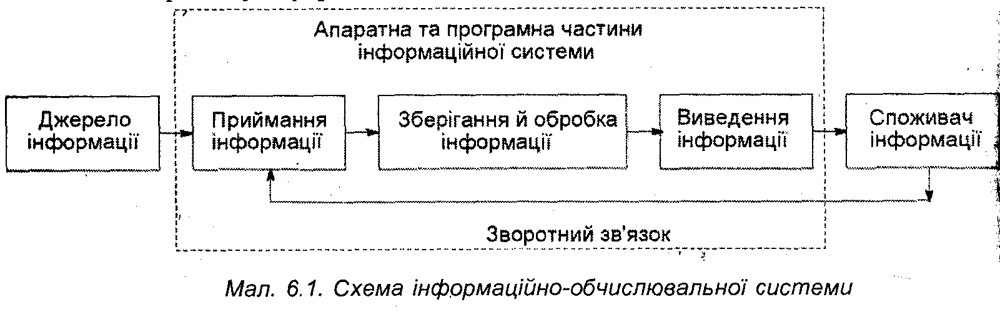 Апаратна та програмна частини
інформаційної системи
Джерело
інформації
Приймання
інформації
Зберігання й обробка
інформації
Виведення
інформації
Споживач
інформації
Зворотний зв'язок
Мал. 6.1. Схема інформаційно-обчислювальної системи